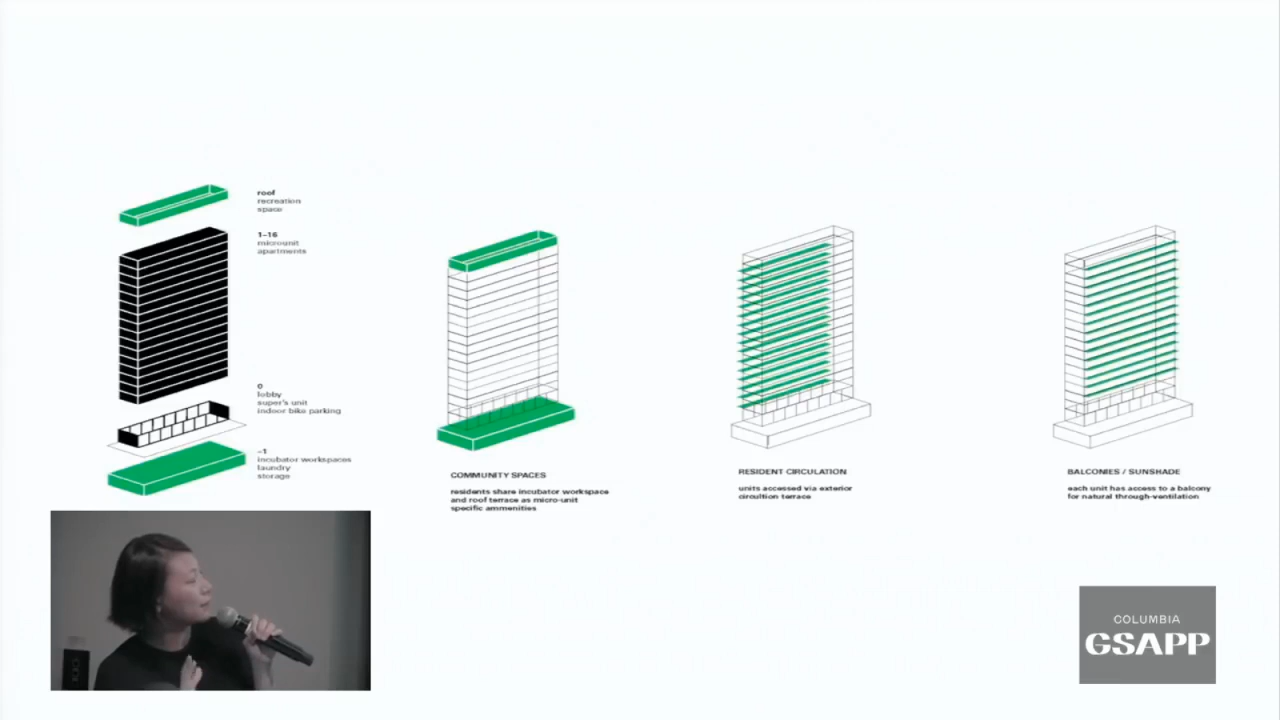 roof
recreation
space
1–16
micro-unit
apartments
0
lobby
super's unit
indoor bike parking
–1
incubator workspaces
laundry
storage
COMMUNITY SPACES
residents share incubator workspace
and roof terrace as micro-unit
specific ammenities
RESIDENT CIRCULATION
units accessed via exterior
circultion terrace
BALCONIES / SUNSHADE
each unit has access to a balcony
for natural through-ventilation
COLUMBIA
GSAPP